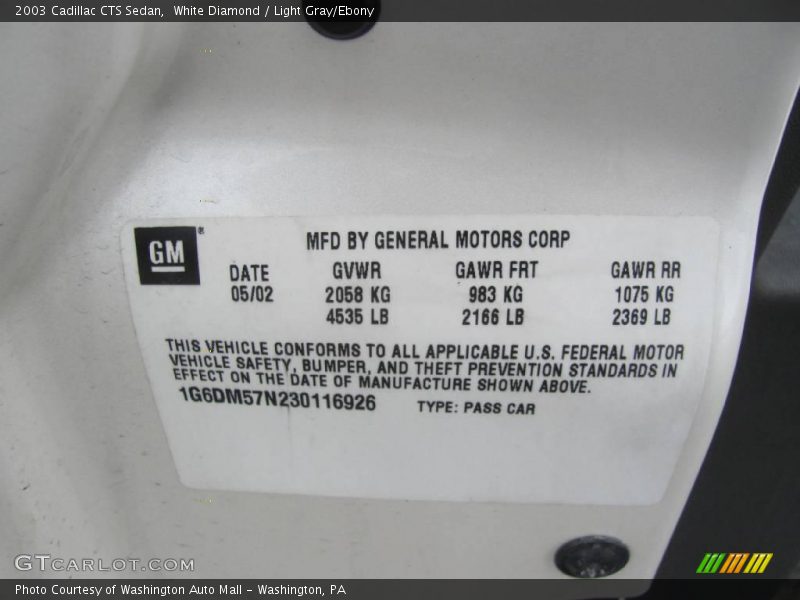 2003 Cadillac CTS Sedan,  White Diamond / Light Gray/Ebony
GM®
MFD BY GENERAL MOTORS CORP
DATE GVWR GAWR FRT GAWR RR
05/02 2058 KG 983 KG 1075 KG
4535 LB 2166 LB 2369 LB
THIS VEHICLE CONFORMS TO ALL APPLICABLE U.S. FEDERAL MOTOR
VEHICLE SAFETY, BUMPER, AND THEFT PREVENTION STANDARDS IN
EFFECT ON THE DATE OF MANUFACTURE SHOWN ABOVE.
1G6DM57N230116926 TYPE: PASS CAR
GTCARLOT.COM
Photo Courtesy of Washington Auto Mall - Washington, PA